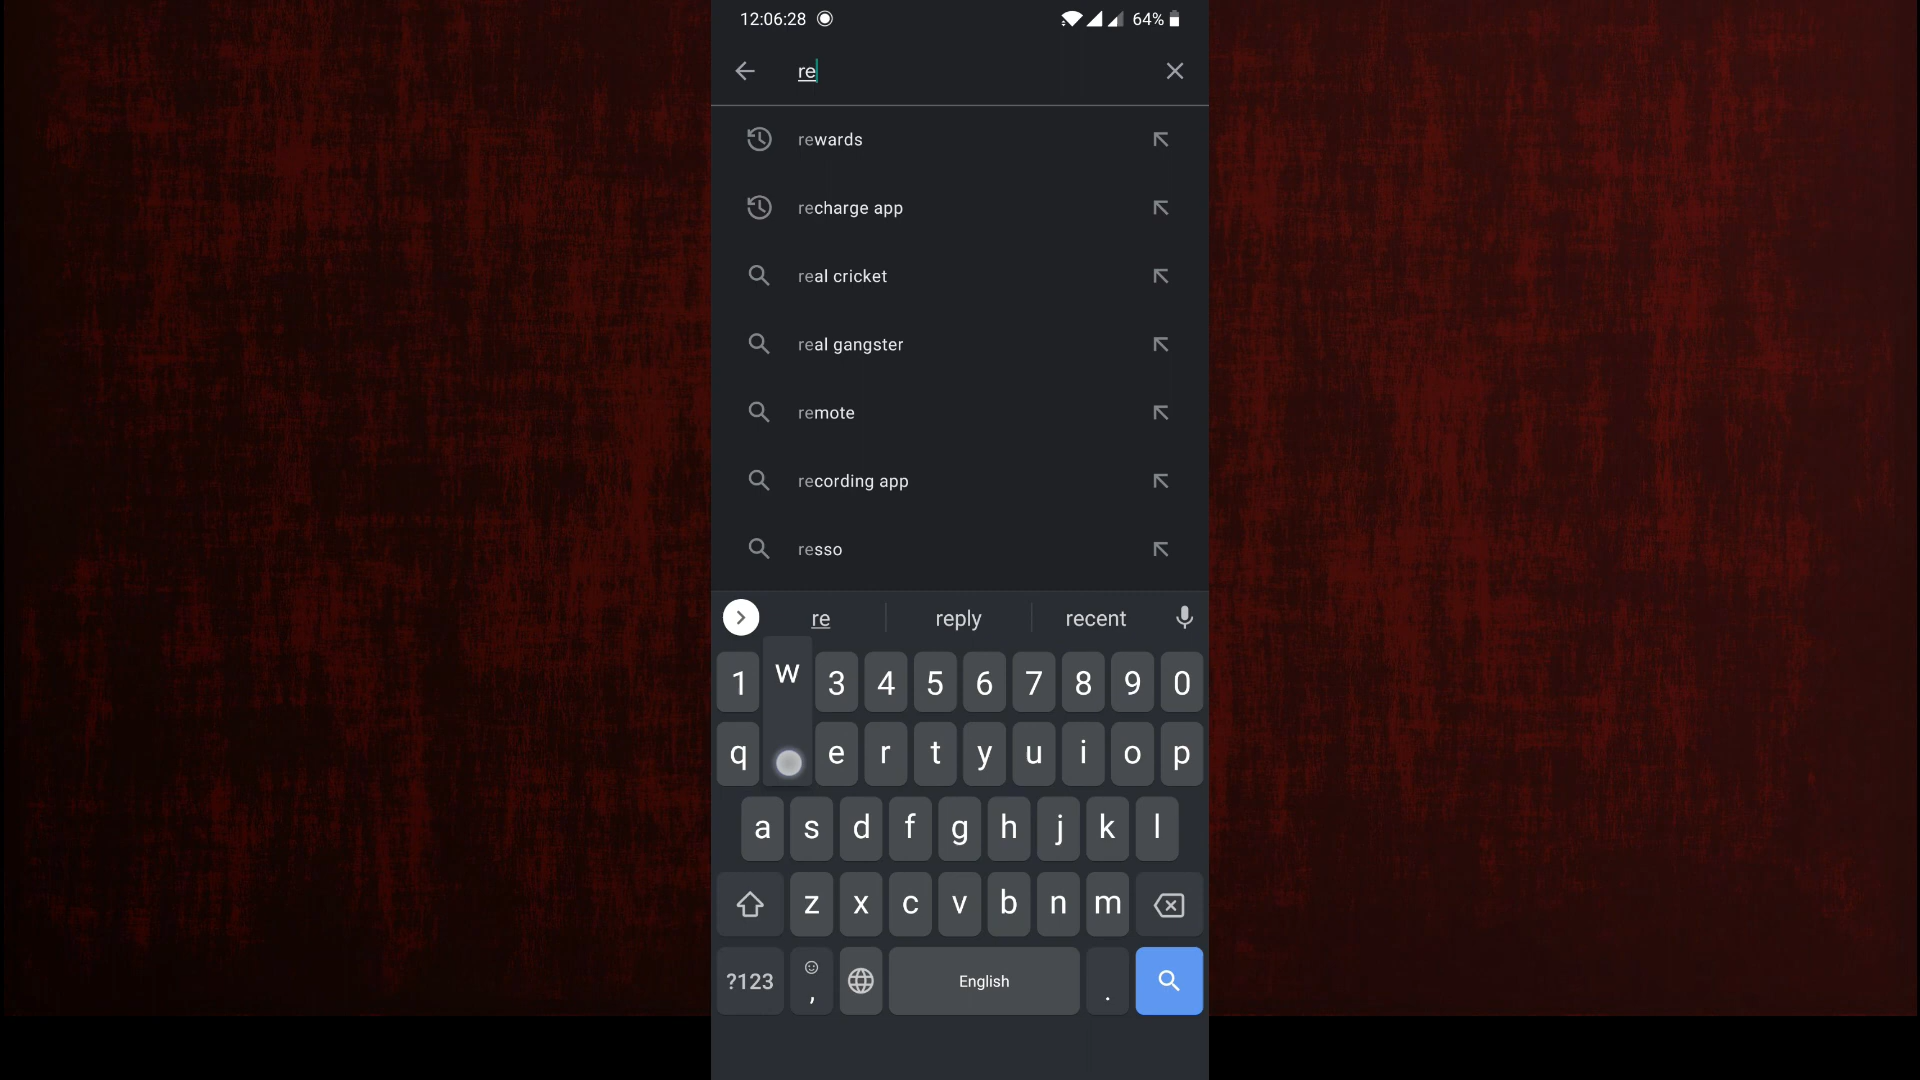 12:06:28 64%
re
rewards
recharge app
real cricket
real gangster
remote
recording app
resso
re reply recent
1 w 3 4 5 6 7 8 9 0
q e r t y u i o p
a s d f g h j k l
z x c v b n m
?123 , English .